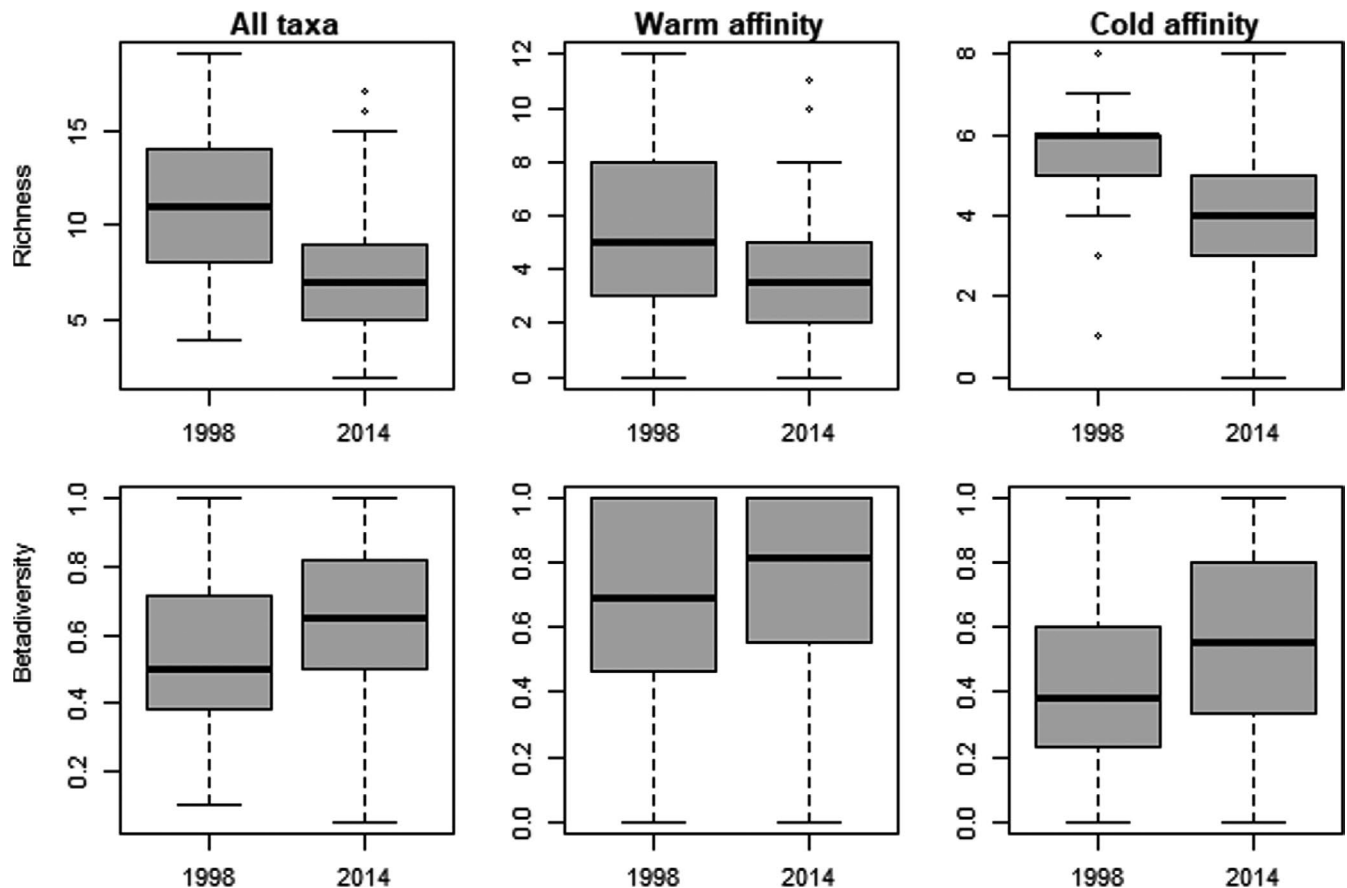 All taxa Warm affinity Cold affinity
Richness
5 10 15
0 2 4 6 8 10 12
0 2 4 6 8
1998 2014 1998 2014 1998 2014
Betadiversity
0.2 0.4 0.6 0.8 1.0
0.0 0.2 0.4 0.6 0.8 1.0
0.0 0.2 0.4 0.6 0.8 1.0
1998 2014 1998 2014 1998 2014